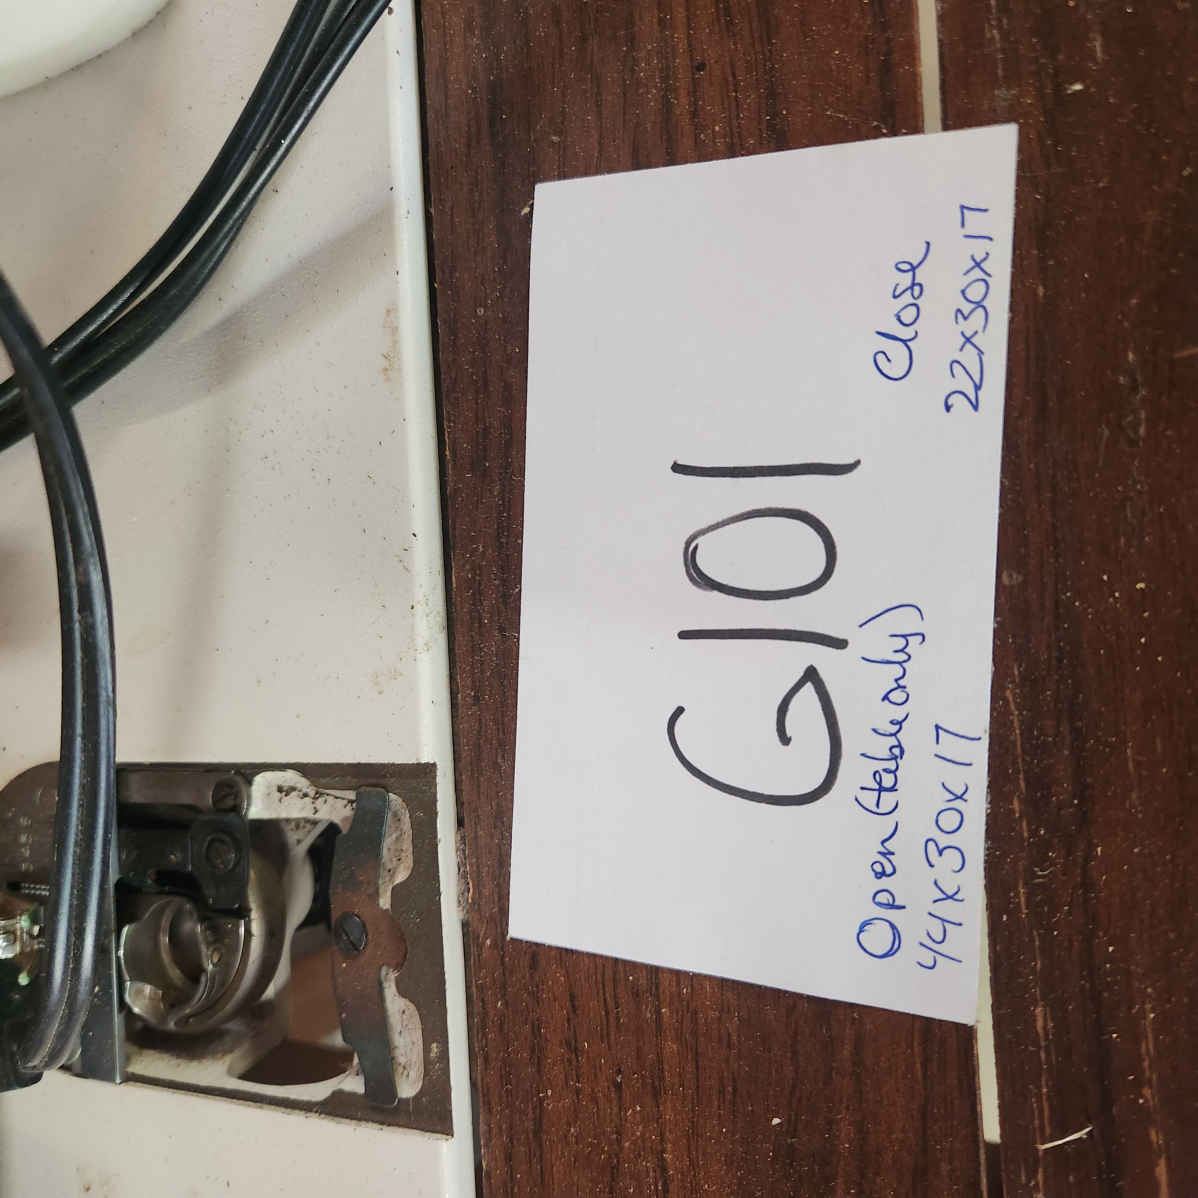 G101
Open (table only)
44x30x17
Close
22x30x17